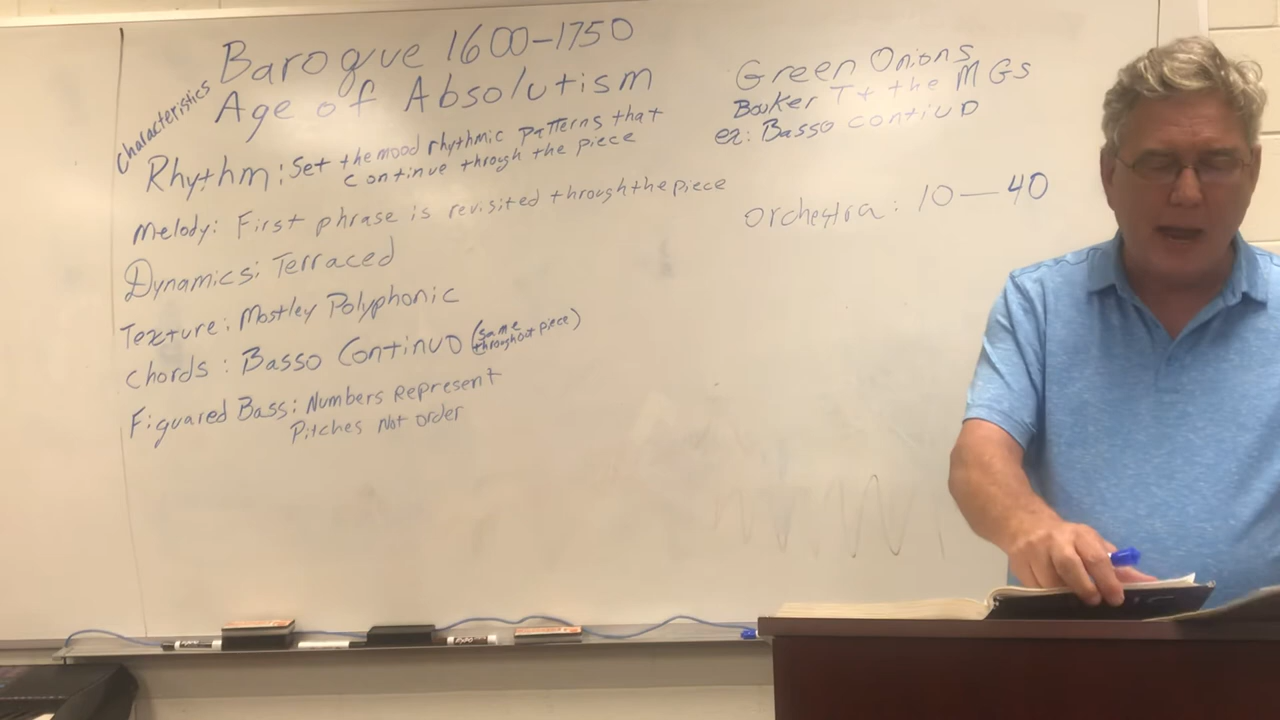 Baroque 1600-1750
Age of Absolutism
Characteristics
Rhythm: Set the mood rhythmic patterns that
continue through the piece
Melody: First phrase is revisited through the piece
Dynamics: Terraced
Texture: Mostley Polyphonic
Chords: Basso Continuo (same
throughout piece)
Figuared Bass: Numbers Represent
Pitches Not order
Green Onions
Booker T + the MGs
ex: Basso continuo
Orchestra: 10-40
EXPO